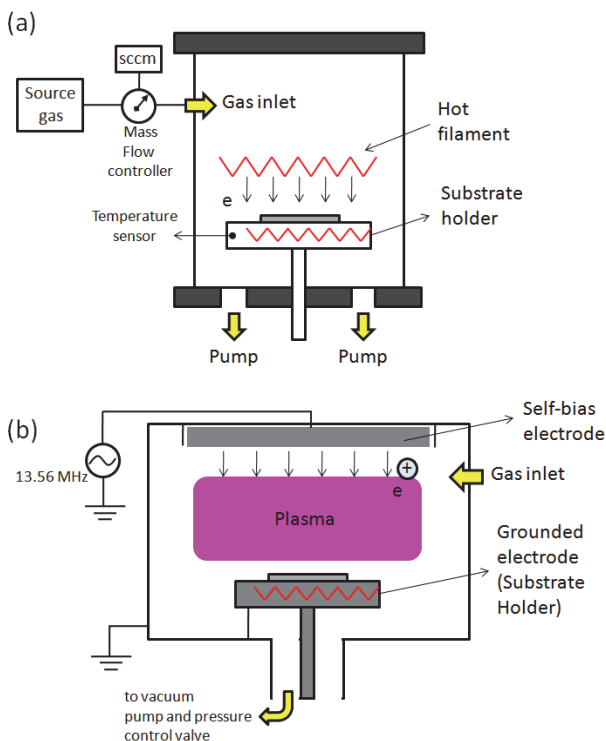 (a)
sccm
Source
gas
Gas inlet
Mass
Flow
controller
Hot
filament
e
Substrate
holder
Temperature
sensor
Pump
Pump
(b)
Self-bias
electrode
13.56 MHz
+
e
Gas inlet
Plasma
Grounded
electrode
(Substrate
Holder)
to vacuum
pump and pressure
control valve